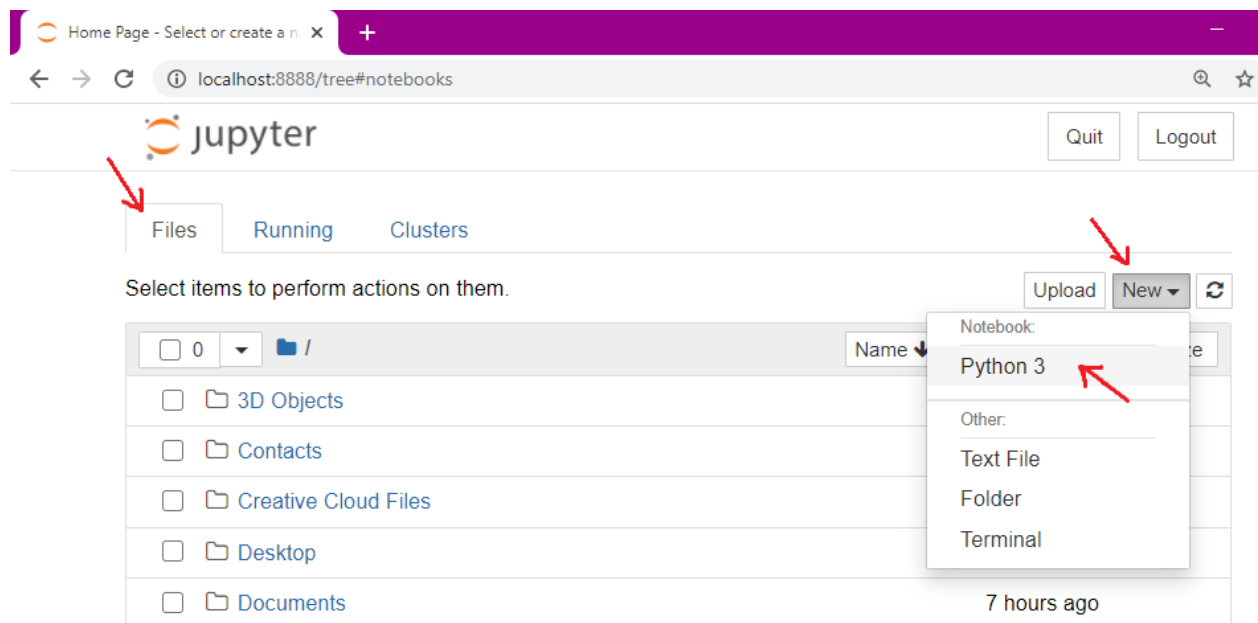 Home Page - Select or create a n
localhost:8888/tree#notebooks
jupyter
Quit Logout
Files Running Clusters
Select items to perform actions on them.
Upload New
Notebook:
0 / Name
Python 3
3D Objects
Other:
Contacts
Text File
Creative Cloud Files
Folder
Desktop
Terminal
Documents 7 hours ago